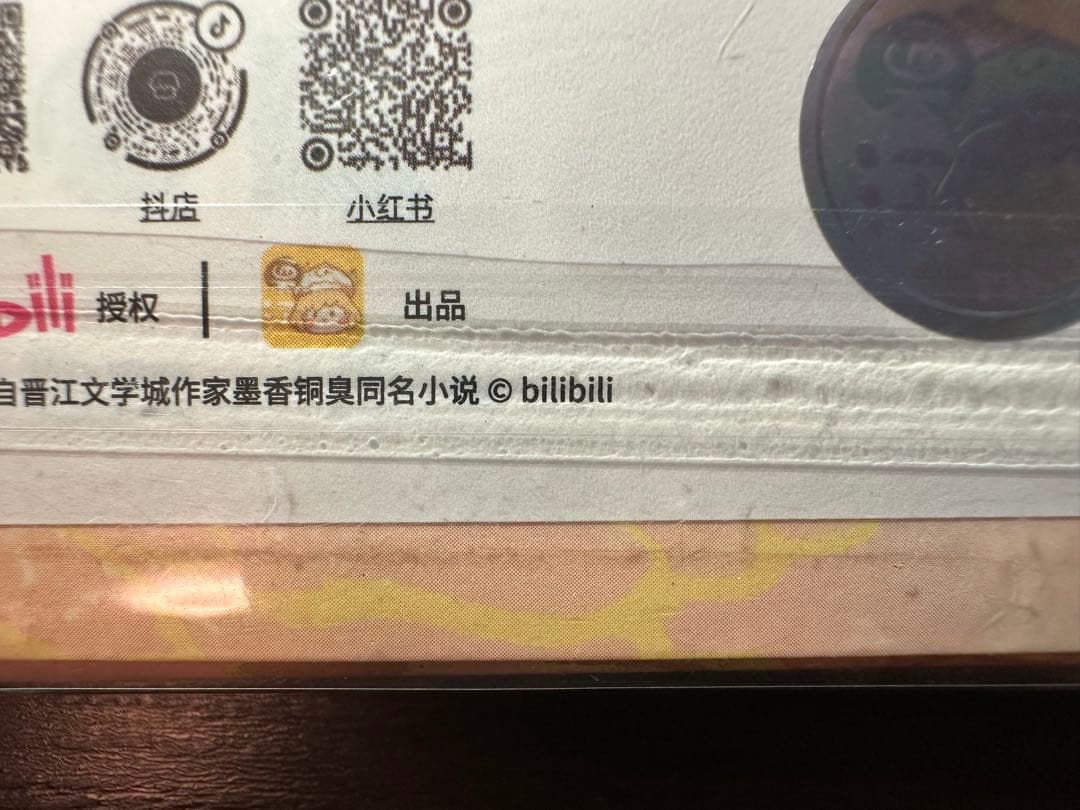 抖店
小红书
bili 授权 | 出品
自晋江文学城作家墨香铜臭同名小说 © bilibili